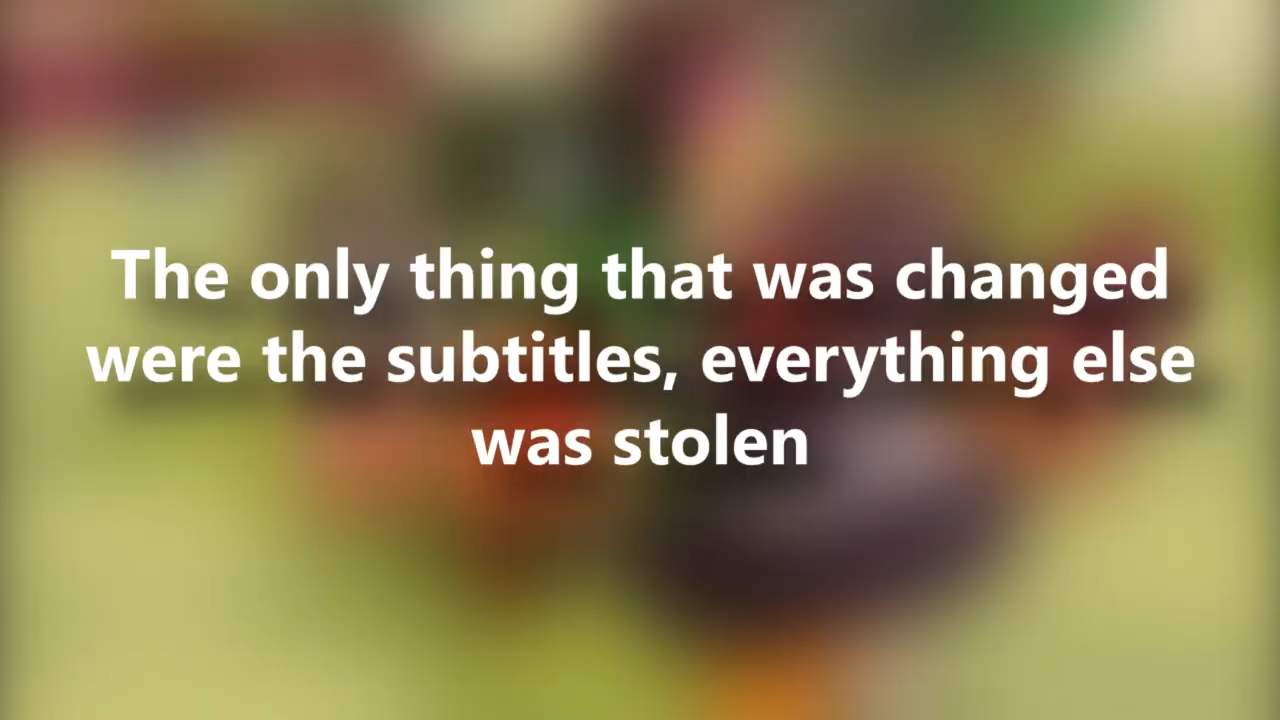 The only thing that was changed
were the subtitles, everything else
was stolen